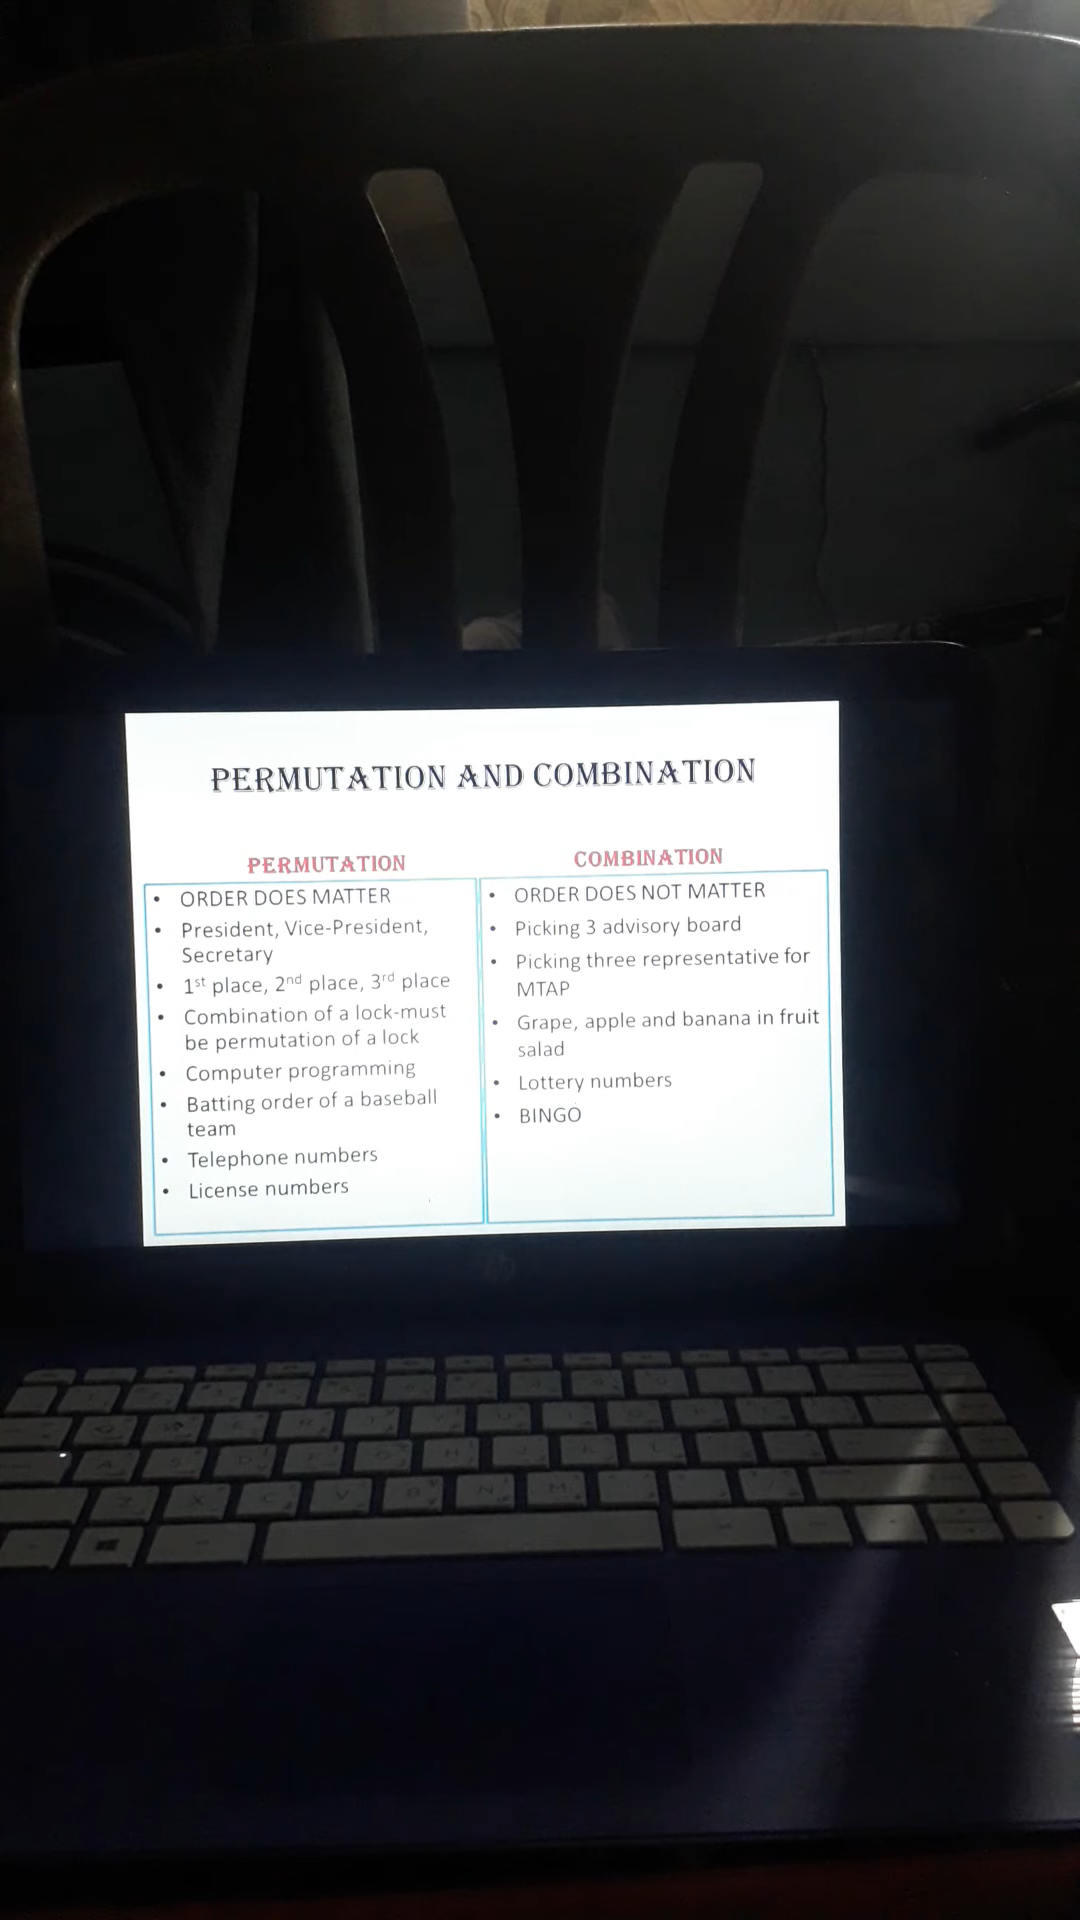 PERMUTATION AND COMBINATION
PERMUTATION
• ORDER DOES MATTER
• President, Vice-President,
Secretary
• 1st place, 2nd place, 3rd place
• Combination of a lock-must
be permutation of a lock
• Computer programming
• Batting order of a baseball
team
• Telephone numbers
• License numbers
COMBINATION
• ORDER DOES NOT MATTER
• Picking 3 advisory board
• Picking three representative for
MTAP
• Grape, apple and banana in fruit
salad
• Lottery numbers
• BINGO